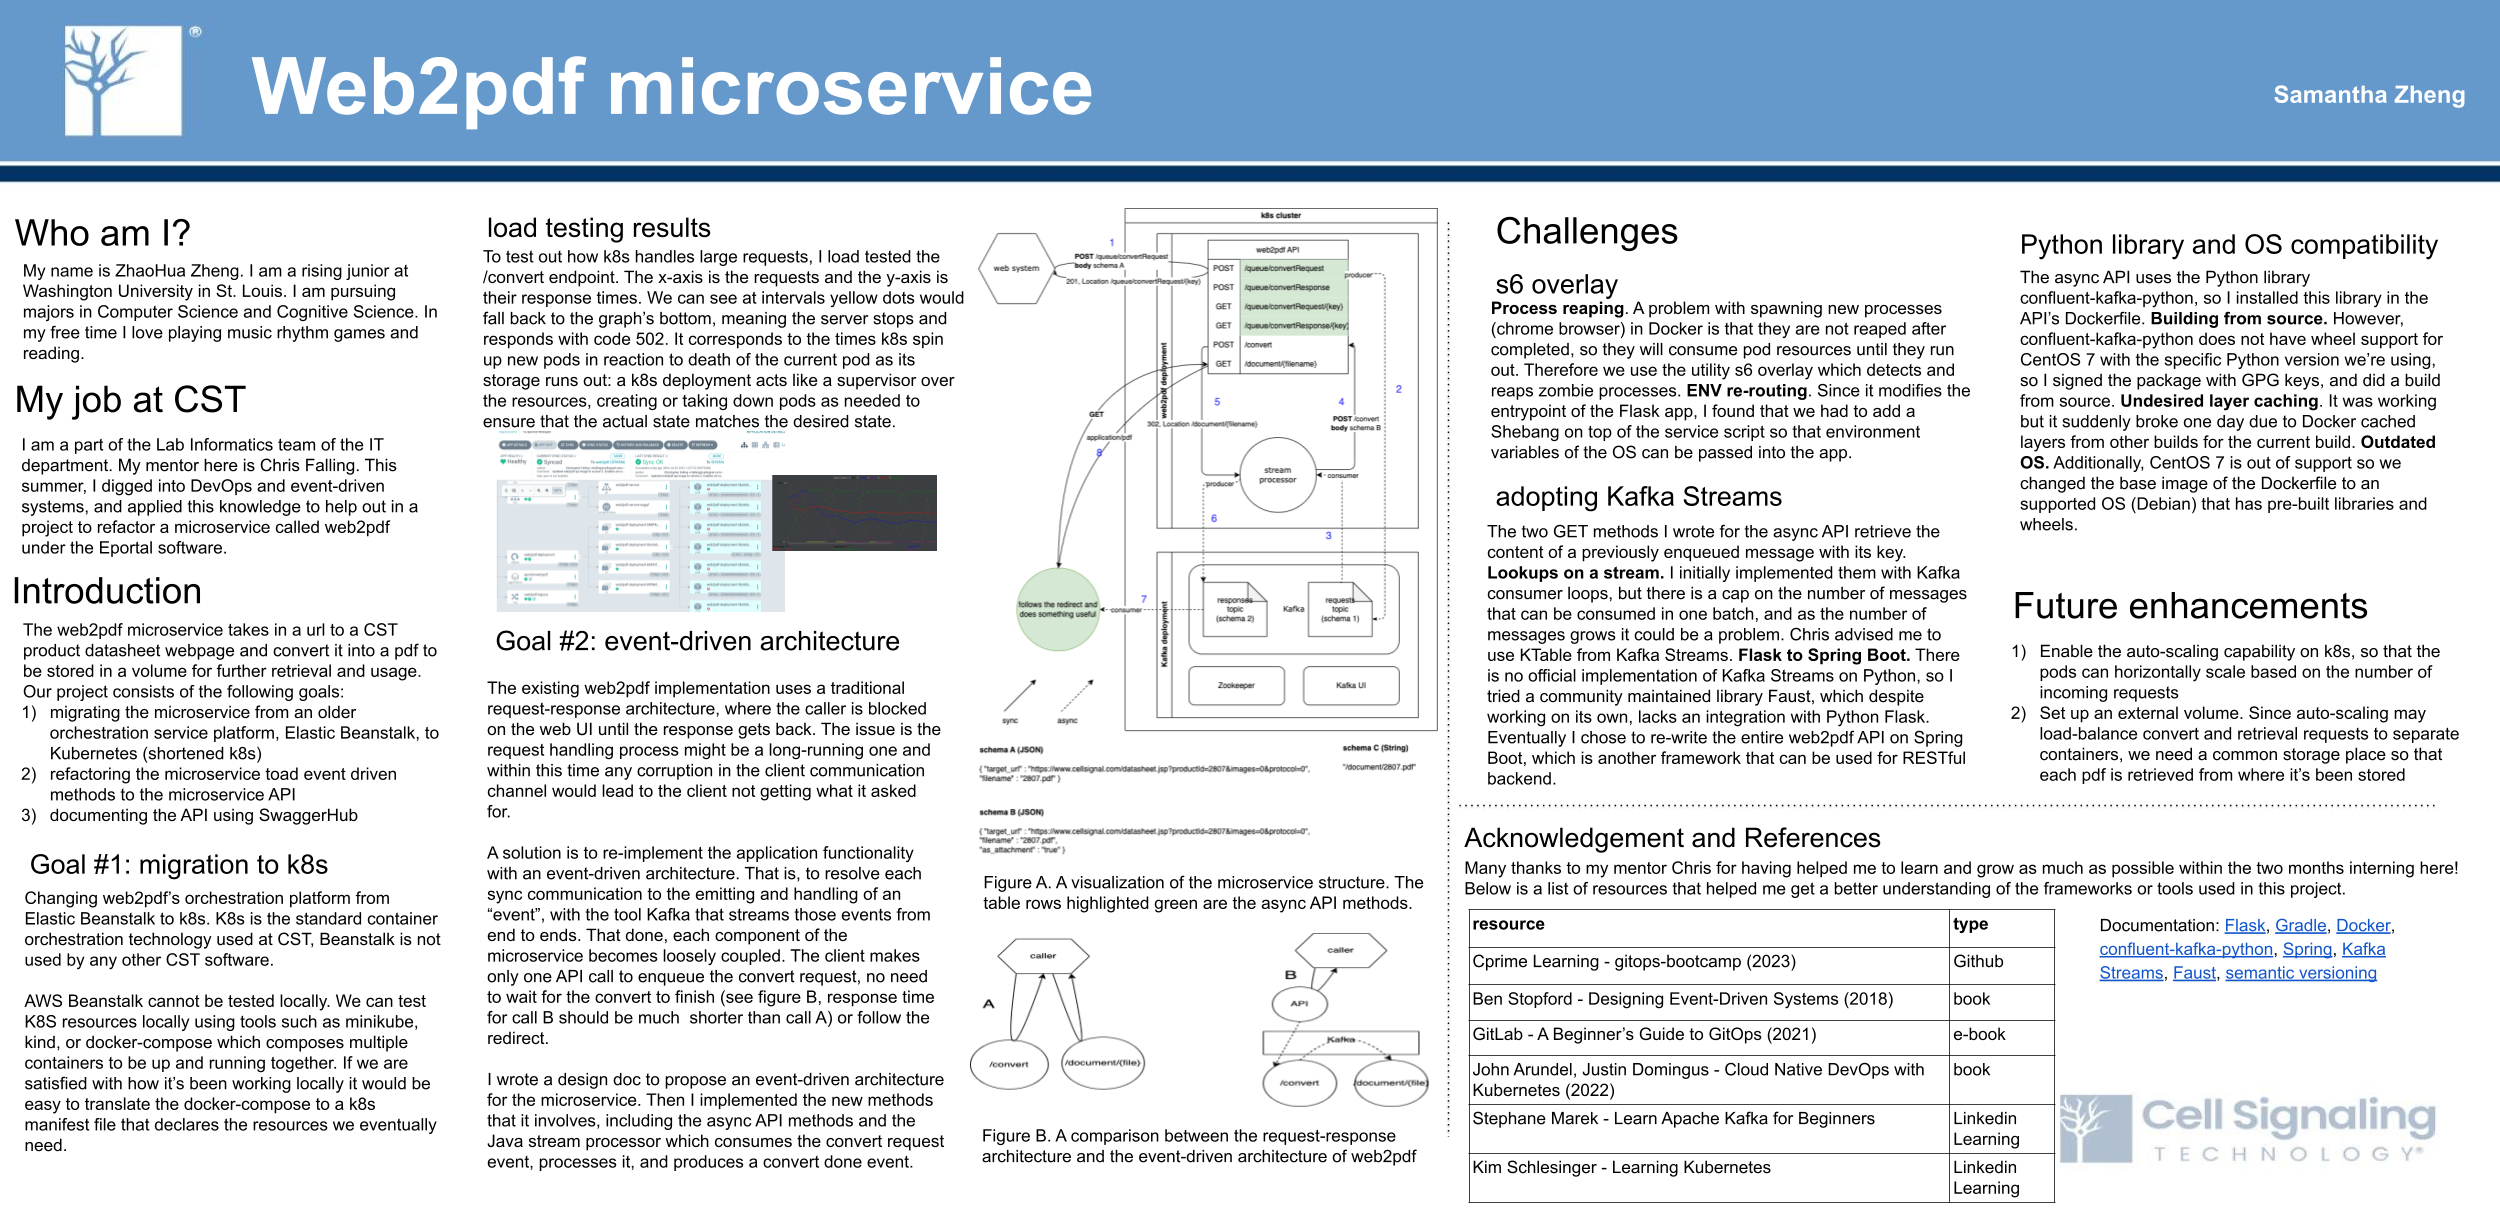 ®
Web2pdf microservice
Samantha Zheng
Who am I?
My name is ZhaoHua Zheng. I am a rising junior at
Washington University in St. Louis. I am pursuing
majors in Computer Science and Cognitive Science. In
my free time I love playing music rhythm games and
reading.
My job at CST
I am a part of the Lab Informatics team of the IT
department. My mentor here is Chris Falling. This
summer, I digged into DevOps and event-driven
systems, and applied this knowledge to help out in a
project to refactor a microservice called web2pdf
under the Eportal software.
Introduction
The web2pdf microservice takes in a url to a CST
product datasheet webpage and convert it into a pdf to
be stored in a volume for further retrieval and usage.
Our project consists of the following goals:
1) migrating the microservice from an older
orchestration service platform, Elastic Beanstalk, to
Kubernetes (shortened k8s)
2) refactoring the microservice toad event driven
methods to the microservice API
3) documenting the API using SwaggerHub
Goal #1: migration to k8s
Changing web2pdf's orchestration platform from
Elastic Beanstalk to k8s. K8s is the standard container
orchestration technology used at CST, Beanstalk is not
used by any other CST software.
AWS Beanstalk cannot be tested locally. We can test
K8S resources locally using tools such as minikube,
kind, or docker-compose which composes multiple
containers to be up and running together. If we are
satisfied with how it's been working locally it would be
easy to translate the docker-compose to a k8s
manifest file that declares the resources we eventually
need.
load testing results
To test out how k8s handles large requests, I load tested the
/convert endpoint. The x-axis is the requests and the y-axis is
their response times. We can see at intervals yellow dots would
fall back to the graph's bottom, meaning the server stops and
responds with code 502. It corresponds to the times k8s spin
up new pods in reaction to death of the current pod as its
storage runs out: a k8s deployment acts like a supervisor over
the resources, creating or taking down pods as needed to
ensure that the actual state matches the desired state.
Healthy
Synced
Sync OK
Goal #2: event-driven architecture
The existing web2pdf implementation uses a traditional
request-response architecture, where the caller is blocked
on the web UI until the response gets back. The issue is the
request handling process might be a long-running one and
within this time any corruption in the client communication
channel would lead to the client not getting what it asked
for.
A solution is to re-implement the application functionality
with an event-driven architecture. That is, to resolve each
sync communication to the emitting and handling of an
“event”, with the tool Kafka that streams those events from
end to ends. That done, each component of the
microservice becomes loosely coupled. The client makes
only one API call to enqueue the convert request, no need
to wait for the convert to finish (see figure B, response time
for call B should be much  shorter than call A) or follow the
redirect.
I wrote a design doc to propose an event-driven architecture
for the microservice. Then I implemented the new methods
that it involves, including the async API methods and the
Java stream processor which consumes the convert request
event, processes it, and produces a convert done event.
k8s cluster
web system
1
POST /queue/convertRequest
body schema A
201, Location /queue/convertRequest/{key}
web2pdf deployment
web2pdf API
POST /queue/convertRequest
POST /queue/convertResponse
GET /queue/convertRequest/{key}
GET /queue/convertResponse/{key}
POST /convert
GET /document/{filename}
producer
2
5
4
GET
application/pdf
8
302, Location /document/{filename}
POST /convert
body schema B
stream
processor
consumer
producer
6
3
Kafka deployment
follows the redirect and
does something useful
7
consumer
responses
topic
(schema 2)
Kafka
requests
topic
(schema 1)
Zookeeper
Kafka UI
sync
async
schema A (JSON)
{ "target_url" : "https://www.cellsignal.com/datasheet.jsp?productId=2807&images=0&protocol=0",
"filename" : "2807.pdf" }
schema C (String)
"/document/2807.pdf"
schema B (JSON)
{ "target_url" : "https://www.cellsignal.com/datasheet.jsp?productId=2807&images=0&protocol=0",
"filename" : "2807.pdf",
"as_attachment" : "true" }
Figure A. A visualization of the microservice structure. The
table rows highlighted green are the async API methods.
caller
A
/convert
/document/{file}
caller
B
API
Kafka
/convert
/document/{file}
Figure B. A comparison between the request-response
architecture and the event-driven architecture of web2pdf
Challenges
s6 overlay
Process reaping. A problem with spawning new processes
(chrome browser) in Docker is that they are not reaped after
completed, so they will consume pod resources until they run
out. Therefore we use the utility s6 overlay which detects and
reaps zombie processes. ENV re-routing. Since it modifies the
entrypoint of the Flask app, I found that we had to add a
Shebang on top of the service script so that environment
variables of the OS can be passed into the app.
adopting Kafka Streams
The two GET methods I wrote for the async API retrieve the
content of a previously enqueued message with its key.
Lookups on a stream. I initially implemented them with Kafka
consumer loops, but there is a cap on the number of messages
that can be consumed in one batch, and as the number of
messages grows it could be a problem. Chris advised me to
use KTable from Kafka Streams. Flask to Spring Boot. There
is no official implementation of Kafka Streams on Python, so I
tried a community maintained library Faust, which despite
working on its own, lacks an integration with Python Flask.
Eventually I chose to re-write the entire web2pdf API on Spring
Boot, which is another framework that can be used for RESTful
backend.
Python library and OS compatibility
The async API uses the Python library
confluent-kafka-python, so I installed this library in the
API's Dockerfile. Building from source. However,
confluent-kafka-python does not have wheel support for
CentOS 7 with the specific Python version we're using,
so I signed the package with GPG keys, and did a build
from source. Undesired layer caching. It was working
but it suddenly broke one day due to Docker cached
layers from other builds for the current build. Outdated
OS. Additionally, CentOS 7 is out of support so we
changed the base image of the Dockerfile to an
supported OS (Debian) that has pre-built libraries and
wheels.
Future enhancements
1) Enable the auto-scaling capability on k8s, so that the
pods can horizontally scale based on the number of
incoming requests
2) Set up an external volume. Since auto-scaling may
load-balance convert and retrieval requests to separate
containers, we need a common storage place so that
each pdf is retrieved from where it's been stored
Acknowledgement and References
Many thanks to my mentor Chris for having helped me to learn and grow as much as possible within the two months interning here!
Below is a list of resources that helped me get a better understanding of the frameworks or tools used in this project.
resource type
Cprime Learning - gitops-bootcamp (2023) Github
Ben Stopford - Designing Event-Driven Systems (2018) book
GitLab - A Beginner's Guide to GitOps (2021) e-book
John Arundel, Justin Domingus - Cloud Native DevOps with book
Kubernetes (2022)
Stephane Marek - Learn Apache Kafka for Beginners Linkedin
Learning
Kim Schlesinger - Learning Kubernetes Linkedin
Learning
Documentation: Flask, Gradle, Docker,
confluent-kafka-python, Spring, Kafka
Streams, Faust, semantic versioning
Cell Signaling
TECHNOLOGY®